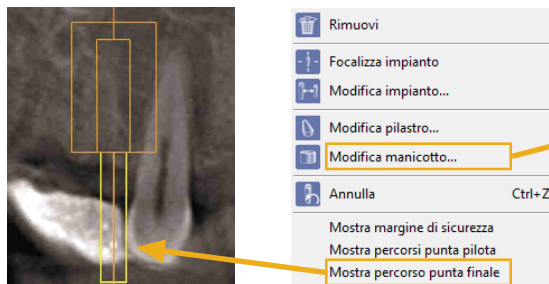 Rimuovi
Focalizza impianto
Modifica impianto...
Modifica pilastro...
Modifica manicotto...
Annulla Ctrl+Z
Mostra margine di sicurezza
Mostra percorsi punta pilota
Mostra percorso punta finale